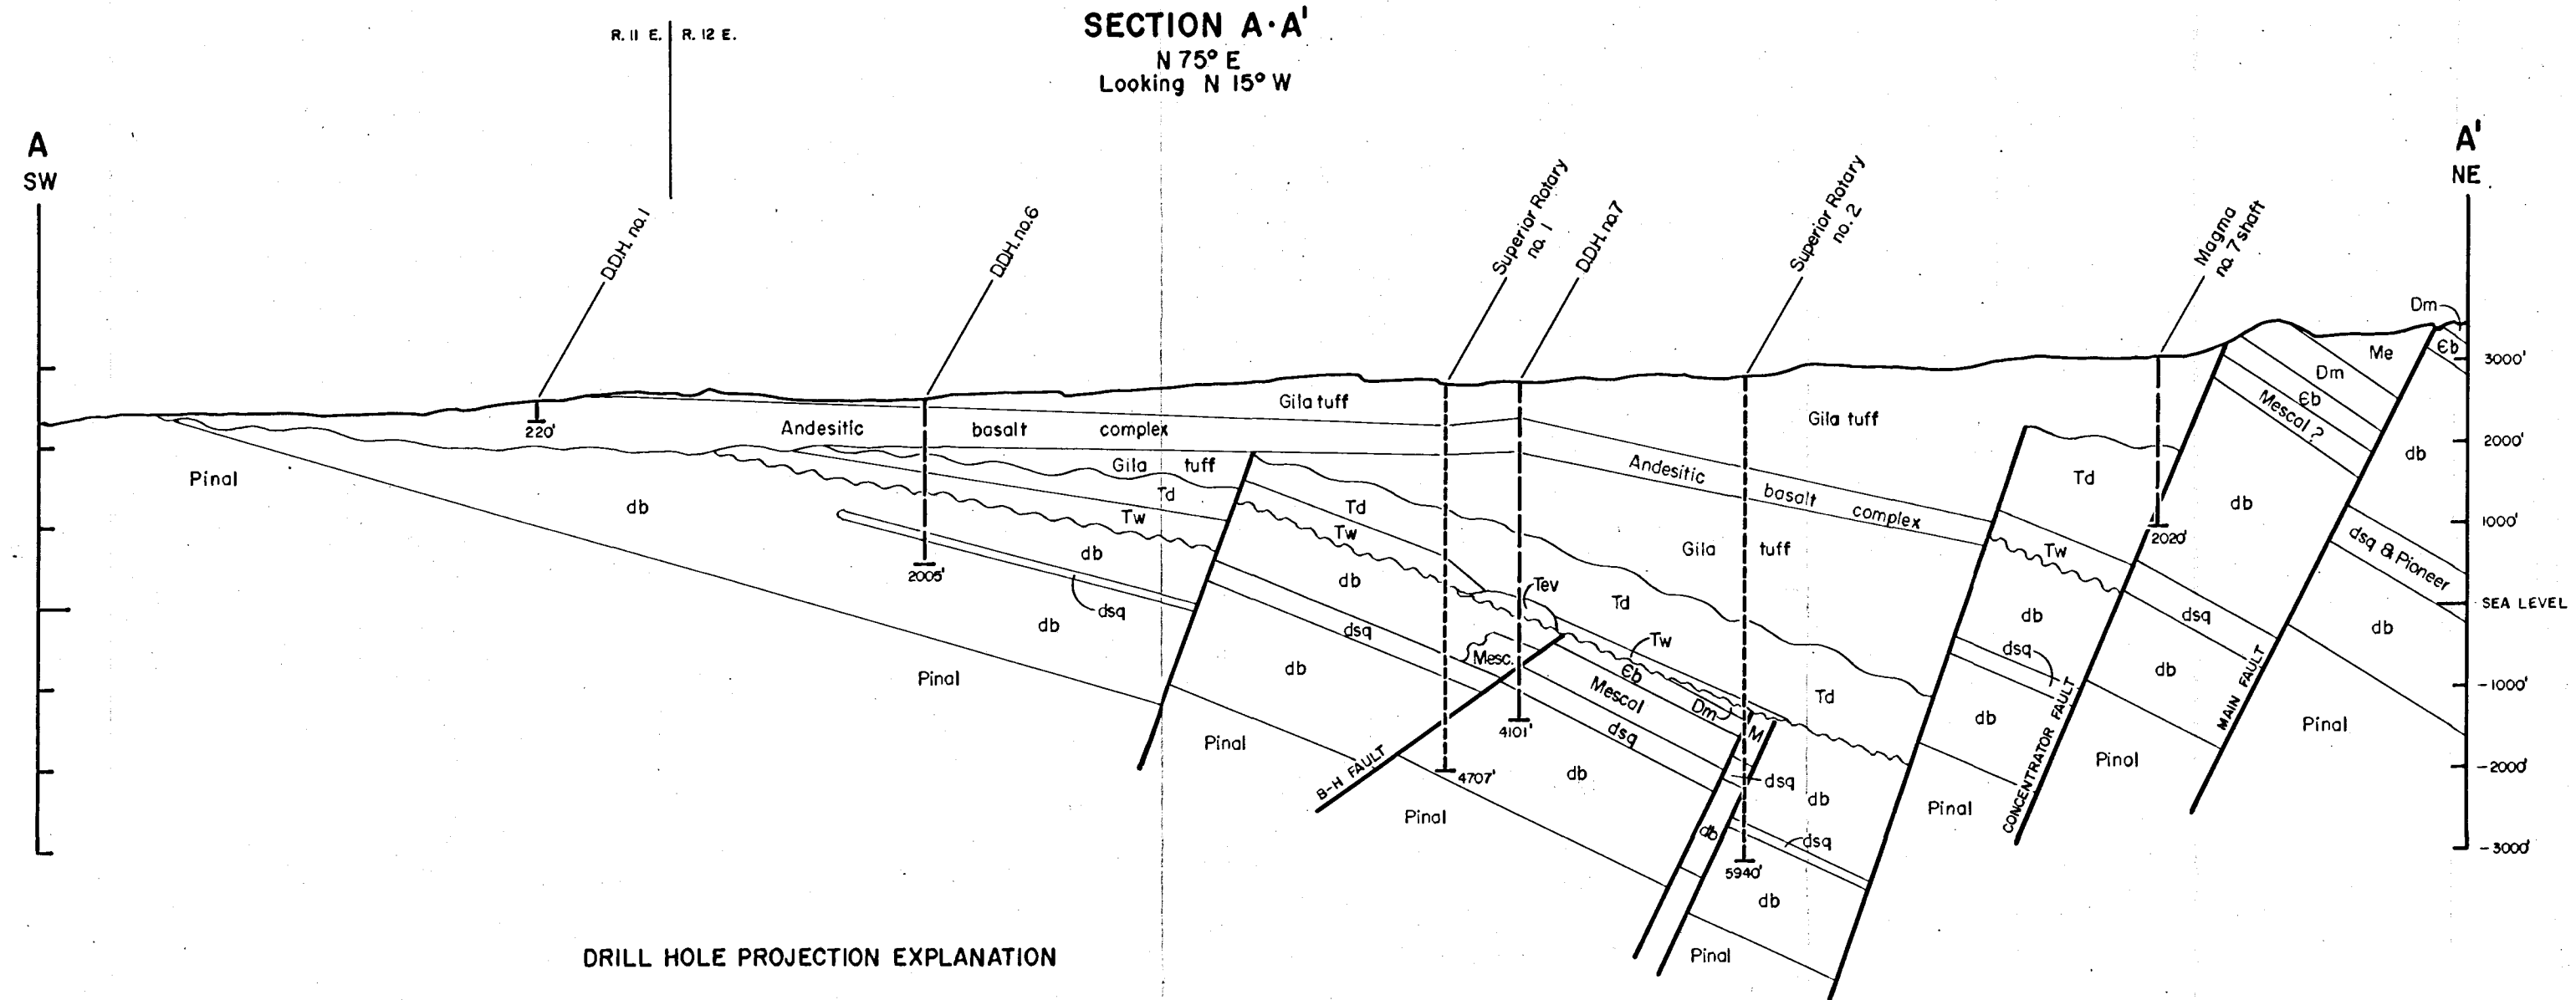 SECTION A·A'
N 75° E
Looking N 15° W
R. 11 E. R. 12 E.
A
SW
A'
NE
D.D.H. no. 1
D.D.H. no. 6
Superior Rotary
no. 1
D.D.H. no. 7
Superior Rotary
no. 2
Magma
no. 7 shaft
Dm
Єb
3000'
Me
Dm
Єb
Mescal ?
db
2000'
Gila tuff
Gila tuff
220'
Andesitic basalt complex
Gila tuff
Andesitic basalt complex
Td
Pinal
Td
Td
db
db
1000'
Tw
Tw
Gila tuff
Tw
2020'
dsq & Pioneer
db
db
2005'
Tev
Td
SEA LEVEL
dsq
db
dsq
Tw
db
dsq
db
db
Mesc.
Єb
dsq
db
Pinal
Mescal
Dm
Td
-1000'
Pinal
4101'
dsq
M
db
MAIN FAULT
Pinal
B-H FAULT
4707'
db
dsq
db
Pinal
CONCENTRATOR FAULT
Pinal
-2000'
Pinal
db
dsq
-3000'
5940'
db
Pinal
DRILL HOLE PROJECTION EXPLANATION